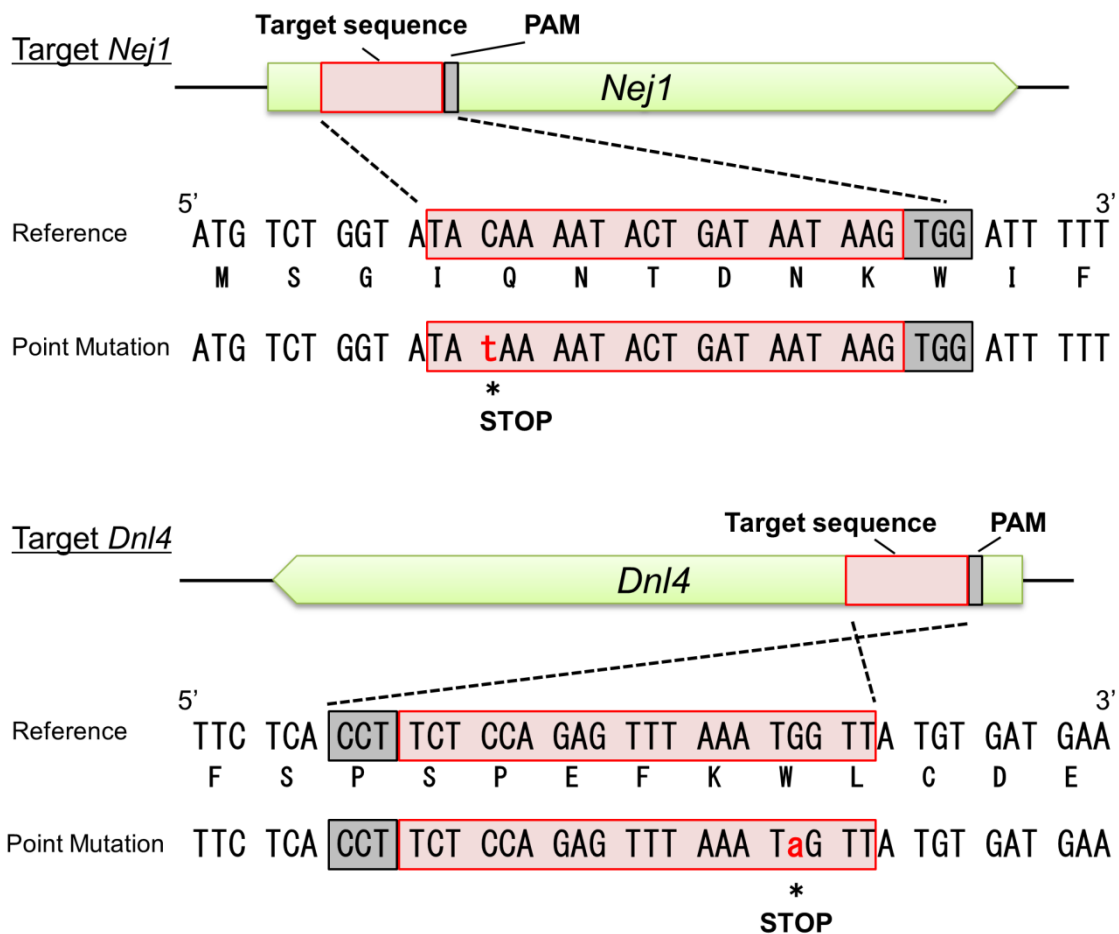 Target sequence PAM
Target Nej1
Nej1
5’ 3’
Reference ATG TCT GGT ATA CAA AAT ACT GAT AAT AAG TGG ATT TTT
M S G I Q N T D N K W I F
Point Mutation ATG TCT GGT ATA tAA AAT ACT GAT AAT AAG TGG ATT TTT
*
STOP
Target sequence PAM
Target Dnl4
Dnl4
5’ 3’
Reference TTC TCA CCT TCT CCA GAG TTT AAA TGG TTA TGT GAT GAA
F S P S P E F K W L C D E
Point Mutation TTC TCA CCT TCT CCA GAG TTT AAA TaG TTA TGT GAT GAA
*
STOP